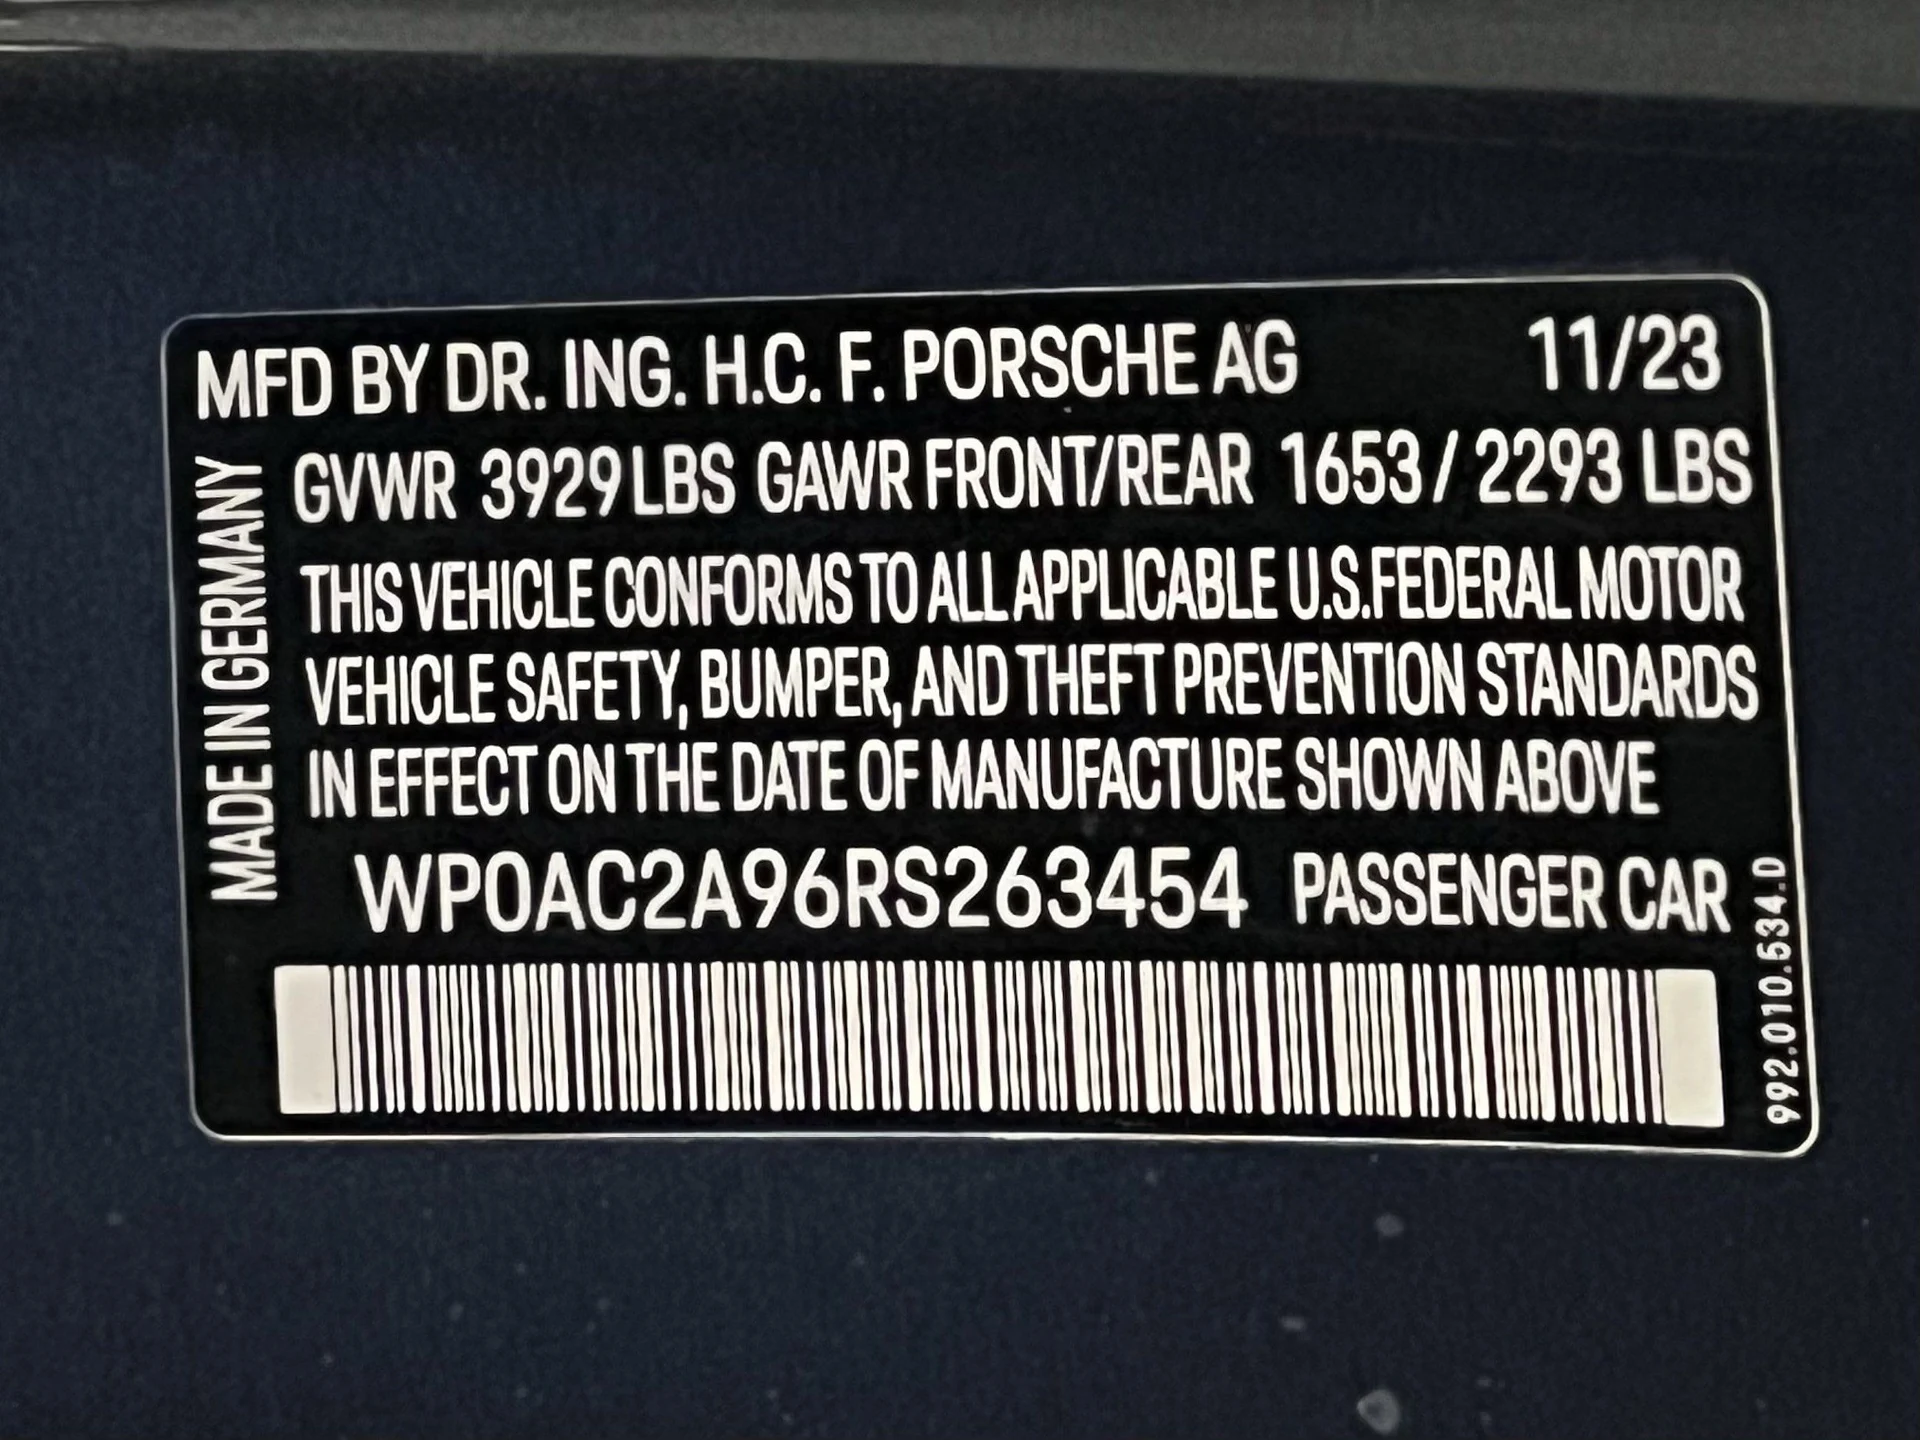 MFD BY DR. ING. H.C. F. PORSCHE AG 11/23
GVWR 3929 LBS GAWR FRONT/REAR 1653 / 2293 LBS
THIS VEHICLE CONFORMS TO ALL APPLICABLE U.S.FEDERAL MOTOR
VEHICLE SAFETY, BUMPER, AND THEFT PREVENTION STANDARDS
IN EFFECT ON THE DATE OF MANUFACTURE SHOWN ABOVE
WP0AC2A96RS263454 PASSENGER CAR
MADE IN GERMANY
992.010.534.D